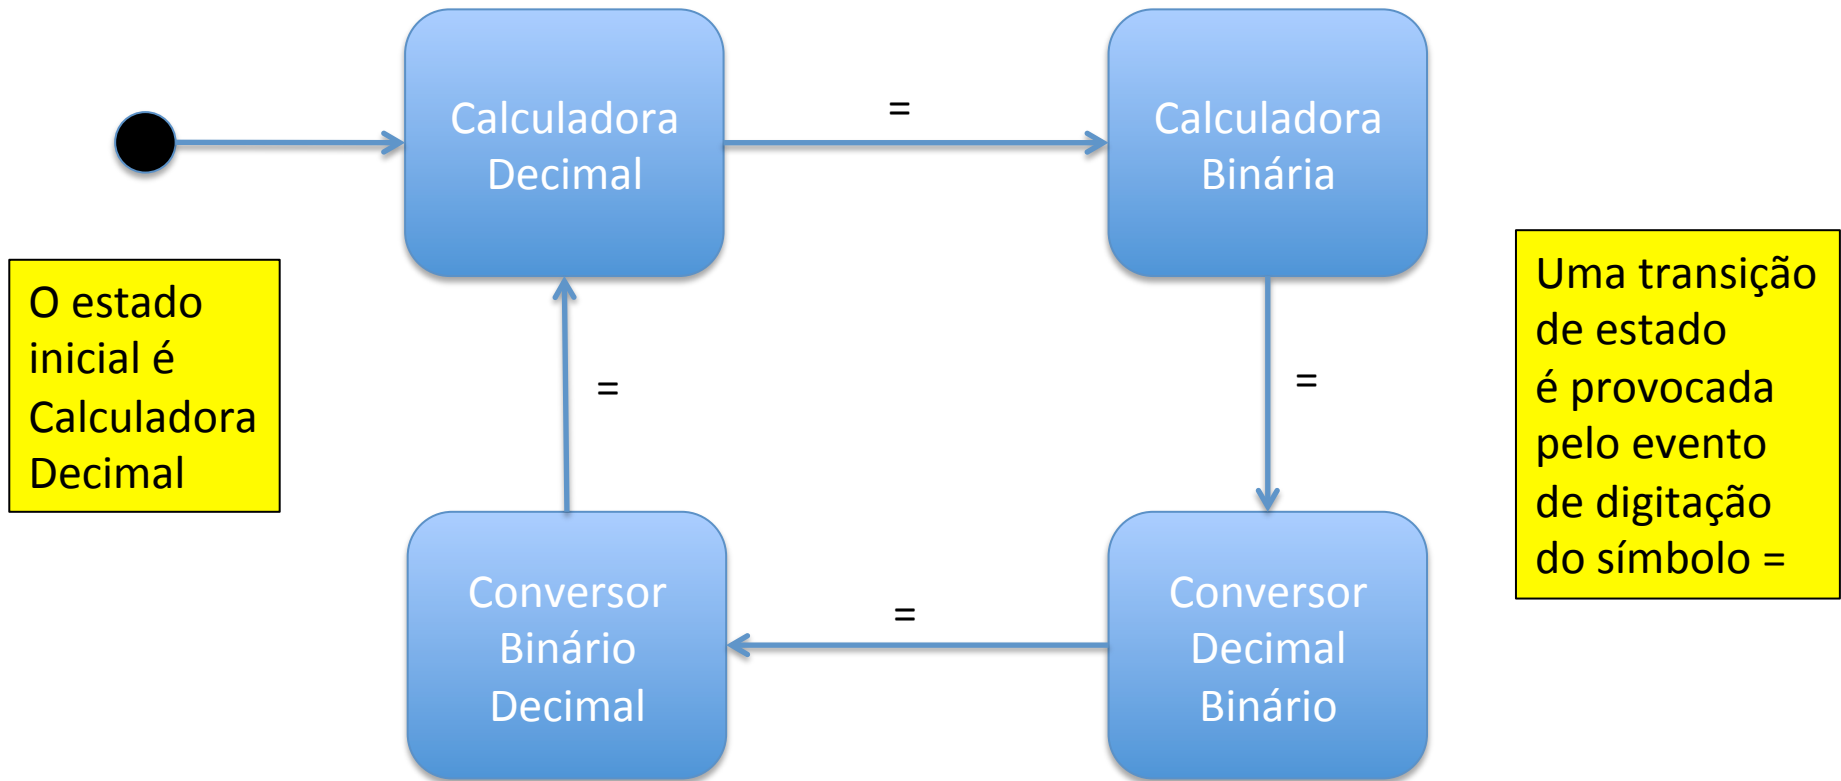 Calculadora
Decimal
=
Calculadora
Binária
O estado
inicial é
Calculadora
Decimal
=
=
Uma transição
de estado
é provocada
pelo evento
de digitação
do símbolo =
Conversor
Binário
Decimal
=
Conversor
Decimal
Binário